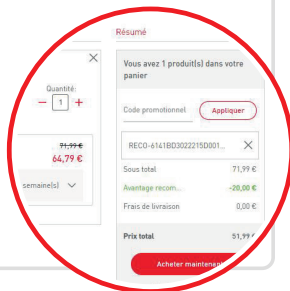 Résumé
Vous avez 1 produit(s) dans votre
panier
Quantité
1
Code promotionnel
Appliquer
71,99 €
64,79 €
RECO-6141BD3022215D001...
Sous total 71,99 €
semaine(s)
Avantage recom... -20,00 €
Frais de livraison 0,00 €
Prix total 51,99 €
Acheter maintenant